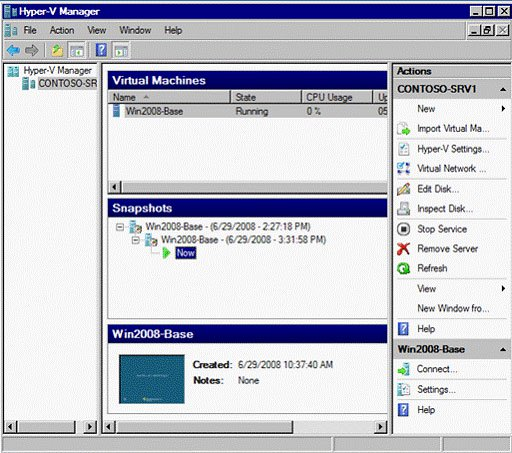 Hyper-V Manager
File Action View Window Help
Hyper-V Manager
CONTOSO-SRV
Virtual Machines
Name State CPU Usage Up
Win2008-Base Running 0 % 05
Snapshots
Win2008-Base - (6/29/2008 - 2:27:18 PM)
Win2008-Base - (6/29/2008 - 3:31:58 PM)
Now
Win2008-Base
Created: 6/29/2008 10:37:40 AM
Notes: None
Actions
CONTOSO-SRV1
New
Import Virtual Ma...
Hyper-V Settings...
Virtual Network ...
Edit Disk...
Inspect Disk...
Stop Service
Remove Server
Refresh
View
New Window fro...
Help
Win2008-Base
Connect...
Settings...
Help